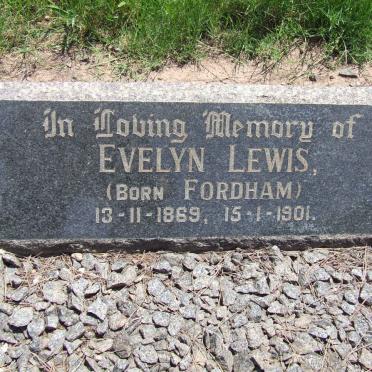 In Loving Memory of
EVELYN LEWIS,
(BORN FORDHAM)
13-11-1869, 15-1-1901.